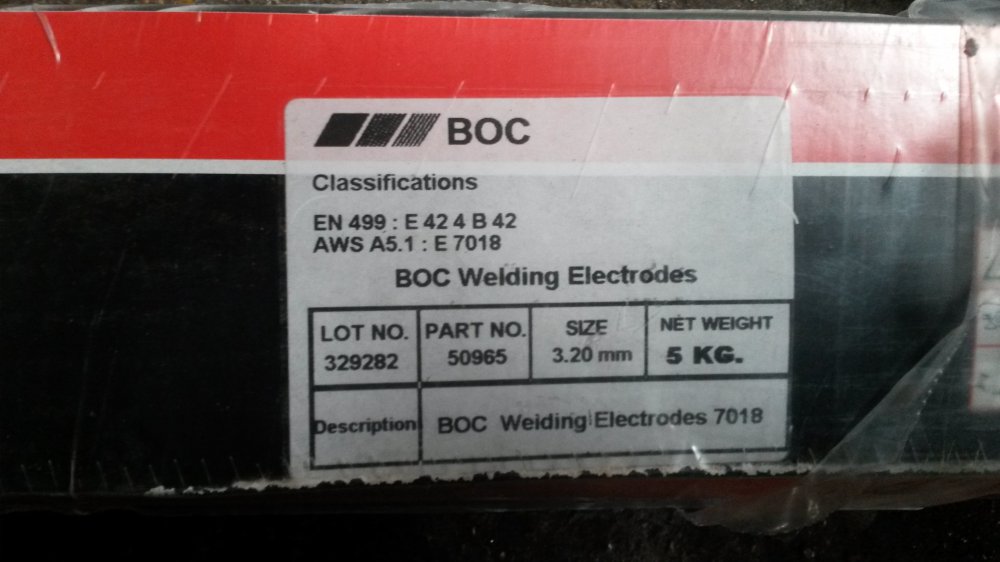 BOC
Classifications
EN 499 : E 42 4 B 42
AWS A5.1 : E 7018
BOC Welding Electrodes
LOT NO. PART NO. SIZE NET WEIGHT
329282 50965 3.20 mm 5 KG.
Description BOC Weiding Electrodes 7018